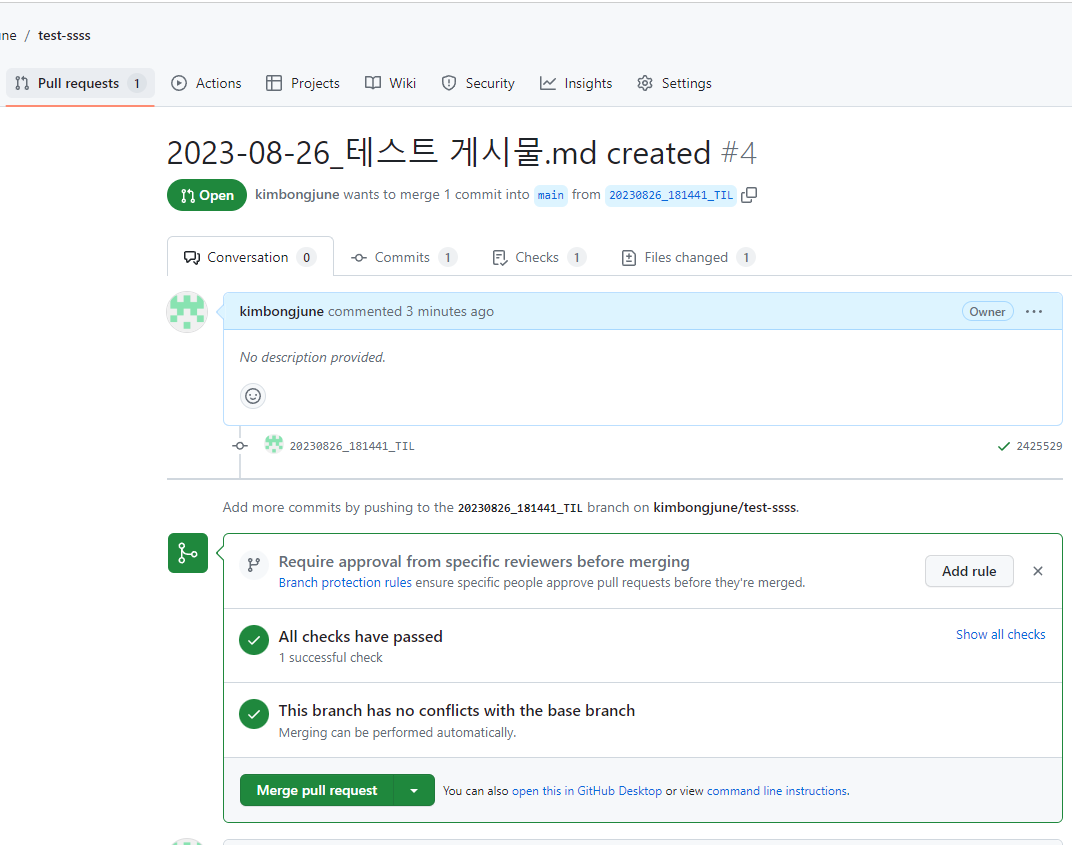 ne / test-ssss
Pull requests 1 Actions Projects Wiki Security Insights Settings
2023-08-26_테스트 게시물.md created #4
Open kimbongjune wants to merge 1 commit into main from 20230826_181441_TIL
Conversation 0 Commits 1 Checks 1 Files changed 1
kimbongjune commented 3 minutes ago Owner
No description provided.
20230826_181441_TIL 2425529
Add more commits by pushing to the 20230826_181441_TIL branch on kimbongjune/test-ssss.
Require approval from specific reviewers before merging
Branch protection rules ensure specific people approve pull requests before they're merged.
Add rule
All checks have passed
1 successful check
Show all checks
This branch has no conflicts with the base branch
Merging can be performed automatically.
Merge pull request You can also open this in GitHub Desktop or view command line instructions.